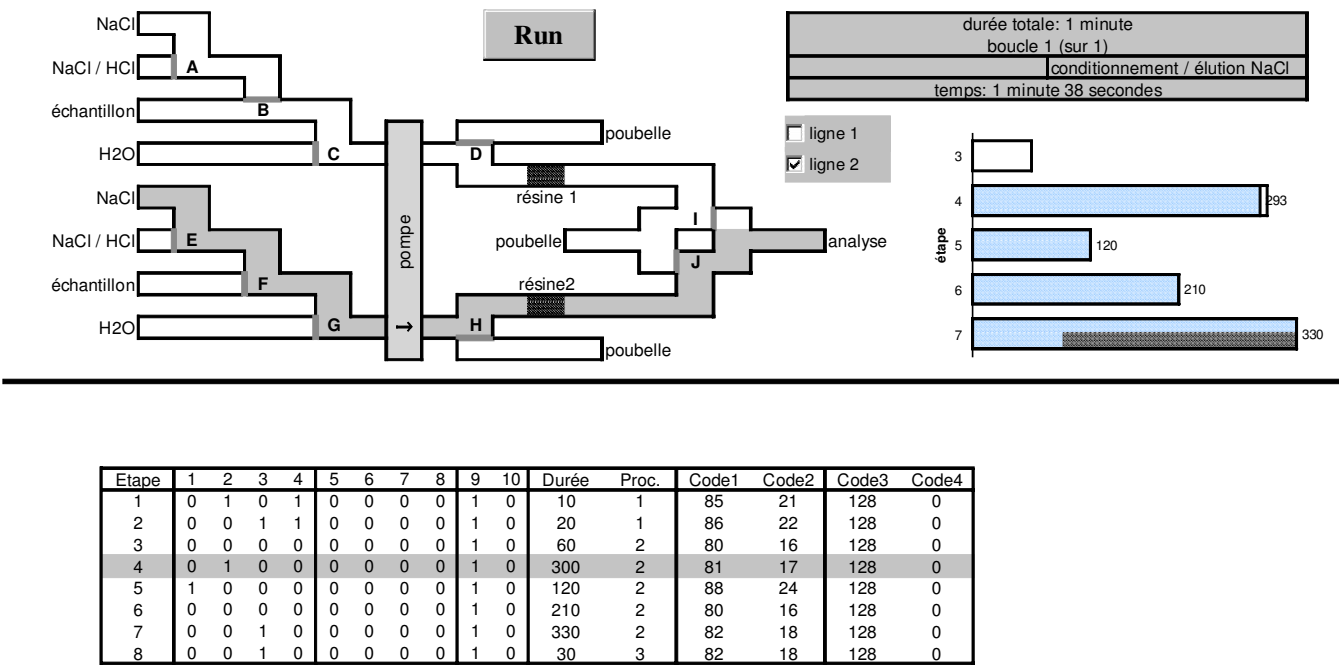 NaCl
NaCl / HCl
échantillon
H2O
NaCl
NaCl / HCl
échantillon
H2O
A
B
C
D
E
F
G
H
I
J
pompe
→
poubelle
résine 1
poubelle
analyse
résine2
poubelle
Run
durée totale: 1 minute
boucle 1 (sur 1)
conditionnement / élution NaCl
temps: 1 minute 38 secondes
ligne 1
ligne 2
étape
3
4 293
5 120
6 210
7 330
Etape 1 2 3 4 5 6 7 8 9 10 Durée Proc. Code1 Code2 Code3 Code4
1 0 1 0 1 0 0 0 0 1 0 10 1 85 21 128 0
2 0 0 1 1 0 0 0 0 1 0 20 1 86 22 128 0
3 0 0 0 0 0 0 0 0 1 0 60 2 80 16 128 0
4 0 1 0 0 0 0 0 0 1 0 300 2 81 17 128 0
5 1 0 0 0 0 0 0 0 1 0 120 2 88 24 128 0
6 0 0 0 0 0 0 0 0 1 0 210 2 80 16 128 0
7 0 0 1 0 0 0 0 0 1 0 330 2 82 18 128 0
8 0 0 1 0 0 0 0 0 1 0 30 3 82 18 128 0